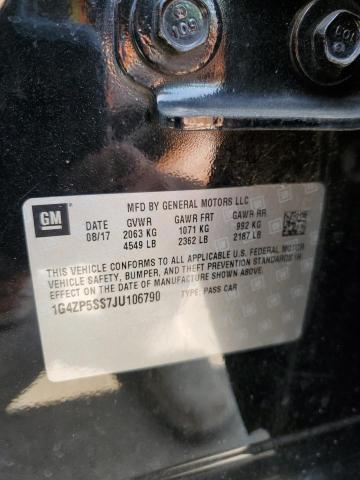 109
101
MFD BY GENERAL MOTORS LLC
GM
DATE GVWR GAWR FRT GAWR RR
08/17 2063 KG 1071 KG 992 KG
4549 LB 2362 LB 2187 LB
THIS VEHICLE CONFORMS TO ALL APPLICABLE U.S. FEDERAL MOTOR
VEHICLE SAFETY, BUMPER, AND THEFT PREVENTION STANDARDS IN
EFFECT ON THE DATE OF MANUFACTURE SHOWN ABOVE.
1G4ZP5SS7JU106790 TYPE: PASS CAR